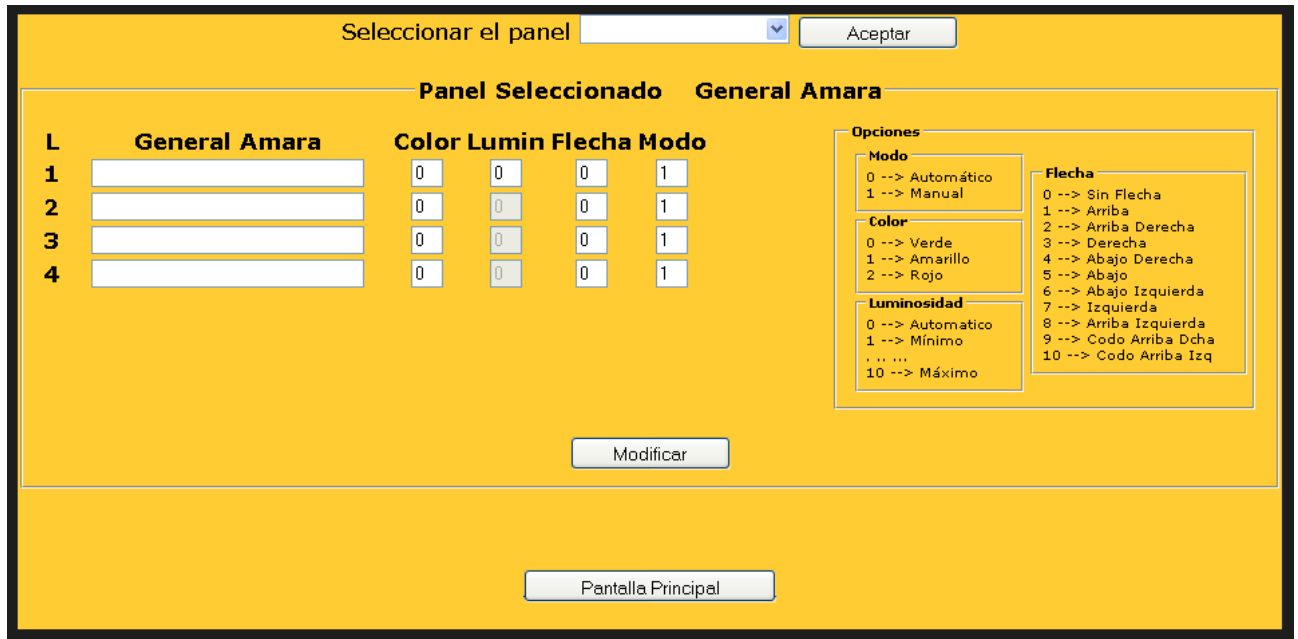 Seleccionar el panel Aceptar
Panel Seleccionado General Amara
L General Amara Color Lumin Flecha Modo
1 0 0 0 1
2 0 0 0 1
3 0 0 0 1
4 0 0 0 1
Opciones
Modo
0 --> Automático
1 --> Manual
Color
0 --> Verde
1 --> Amarillo
2 --> Rojo
Luminosidad
0 --> Automatico
1 --> Mínimo
. .. ...
10 --> Máximo
Flecha
0 --> Sin Flecha
1 --> Arriba
2 --> Arriba Derecha
3 --> Derecha
4 --> Abajo Derecha
5 --> Abajo
6 --> Abajo Izquierda
7 --> Izquierda
8 --> Arriba Izquierda
9 --> Codo Arriba Dcha
10 --> Codo Arriba Izq
Modificar
Pantalla Principal